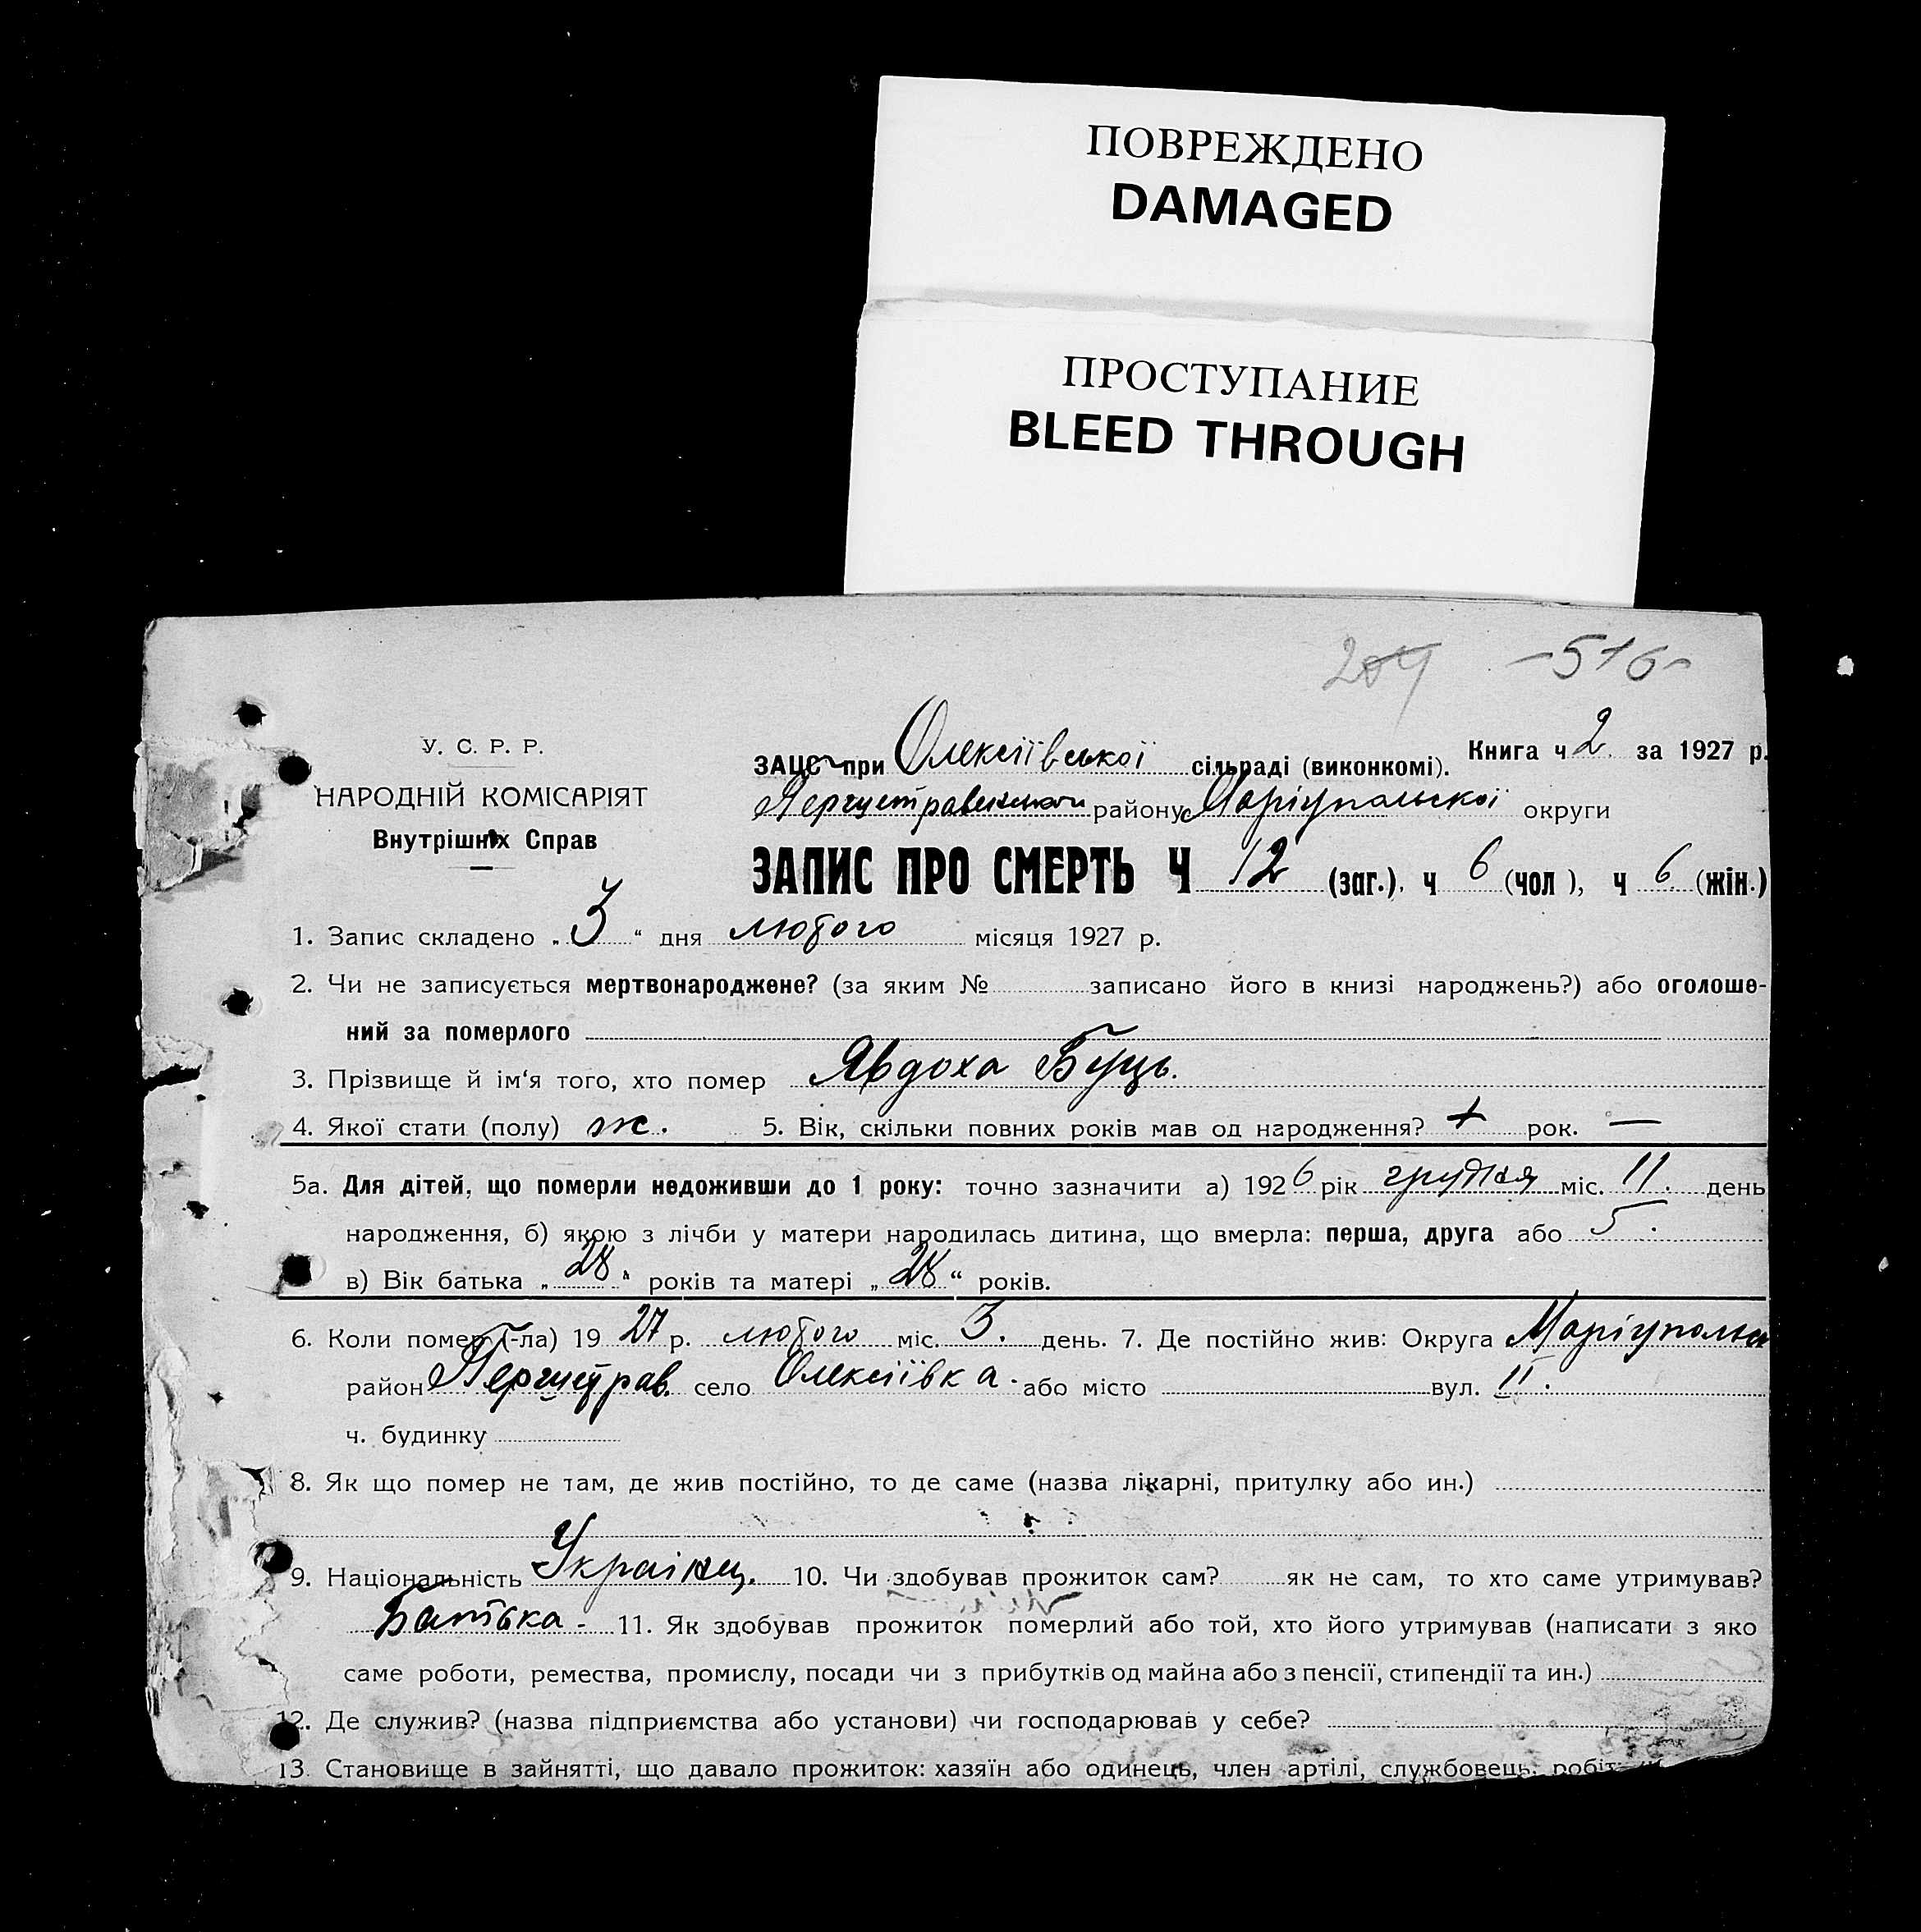 ПОВРЕЖДЕНО
DAMAGED
ПРОСТУПАНИЕ
BLEED THROUGH
204 -516-
У. С. Р. Р.
НАРОДНІЙ КОМІСАРІЯТ
Внутрішніх Справ
ЗАЦС при Олексіївської сільраді (виконкомі). Книга ч 2. за 1927 р.
району Маріупольскої округи
ЗАПИС ПРО СМЕРТЬ Ч 12 (заг.), ч 6 (чол), ч 6 (жін.)
1. Запис складено „3“ дня лютого місяця 1927 р.
2. Чи не записується мертвонароджене? (за яким № записано його в книзі народжень?) або оголоше-
ний за померлого
3. Прізвище й ім‘я того, хто помер Явдоха Буць.
4. Якої стати (полу) ж. 5. Вік, скільки повних років мав од народження? + рок. —
5а. Для дітей, що померли недоживши до 1 року: точно зазначити а) 1926 рік грудня міс. 11. день
народження, б) якою з лічби у матери народилась дитина, що вмерла: перша, друга або 5.
в) Вік батька „28“ років та матері „28“ років.
6. Коли помер (-ла) 1927 р. лютого міс. 3. день. 7. Де постійно жив: Округа Маріупольск
район село Олексіївка. або місто вул. II.
ч. будинку
8. Як що помер не там, де жив постійно, то де саме (назва лікарні, притулку або ин.)
9. Національність Украінец. 10. Чи здобував прожиток сам? як не сам, то хто саме утримував?
Батька. 11. Як здобував прожиток померлий або той, хто його утримував (написати з яко
саме роботи, ремества, промислу, посади чи з прибутків од майна або з пенсії, стипендії та ин.)
12. Де служив? (назва підприємства або установи) чи господарював у себе?
13. Становище в зайнятті, що давало прожиток: хазяїн або одинець, член артілі, службовець, робіт